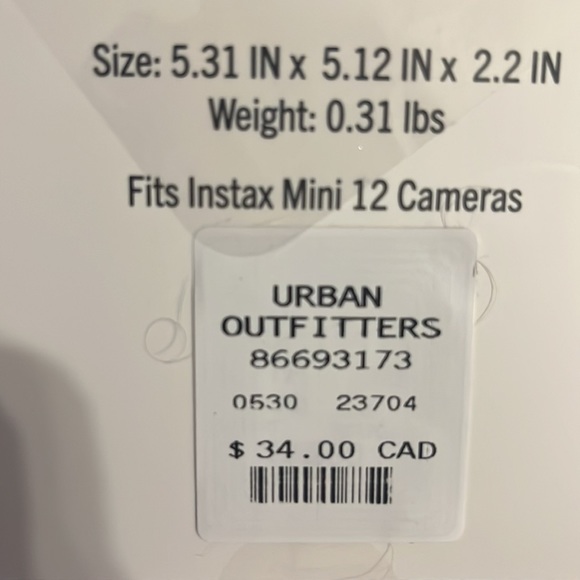 Size: 5.31 IN x 5.12 IN x 2.2 IN
Weight: 0.31 lbs
Fits Instax Mini 12 Cameras
URBAN
OUTFITTERS
86693173
0530 23704
$ 34.00 CAD